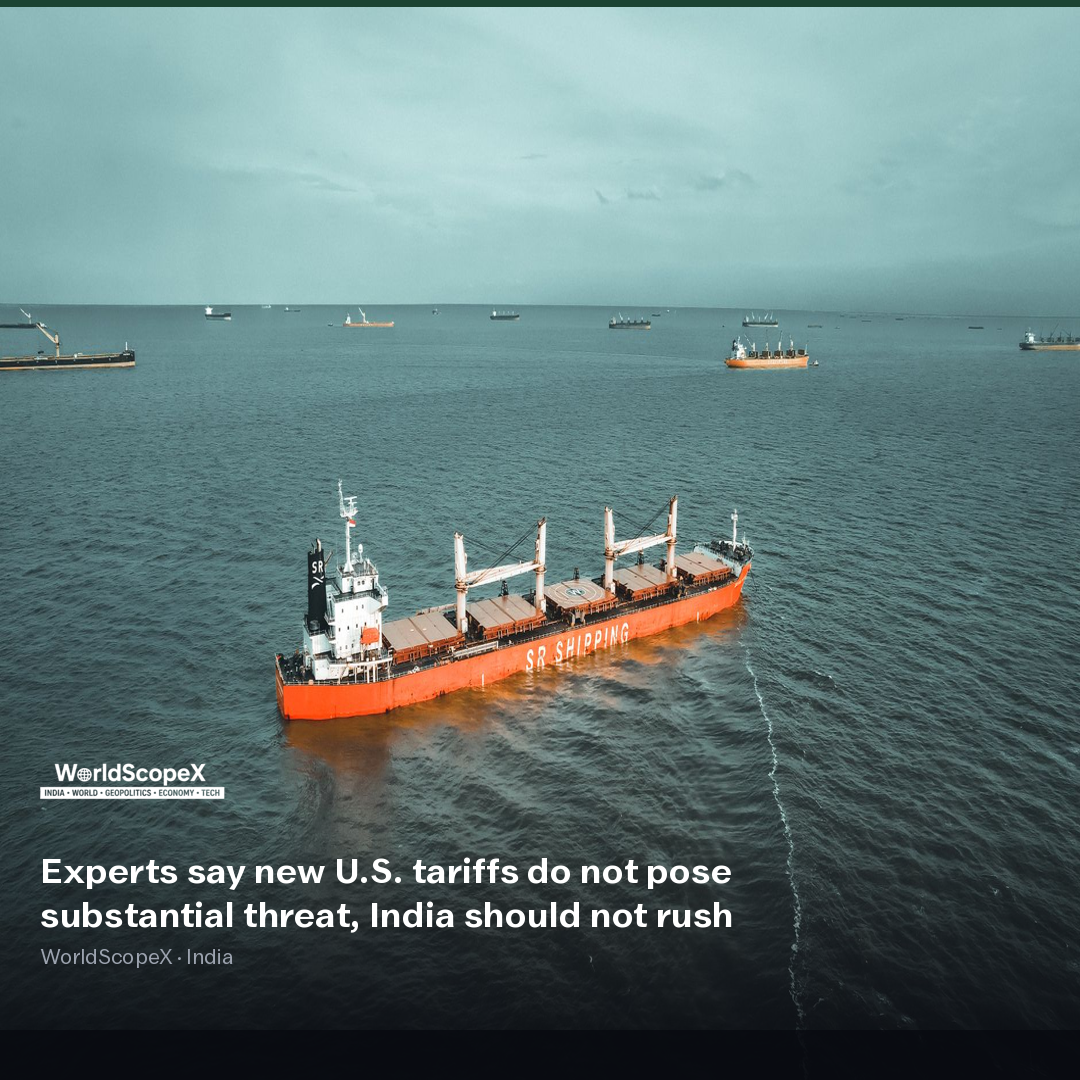 SR
SR SHIPPING
WorldScopeX
INDIA • WORLD • GEOPOLITICS • ECONOMY • TECH
Experts say new U.S. tariffs do not pose
substantial threat, India should not rush
WorldScopeX · India